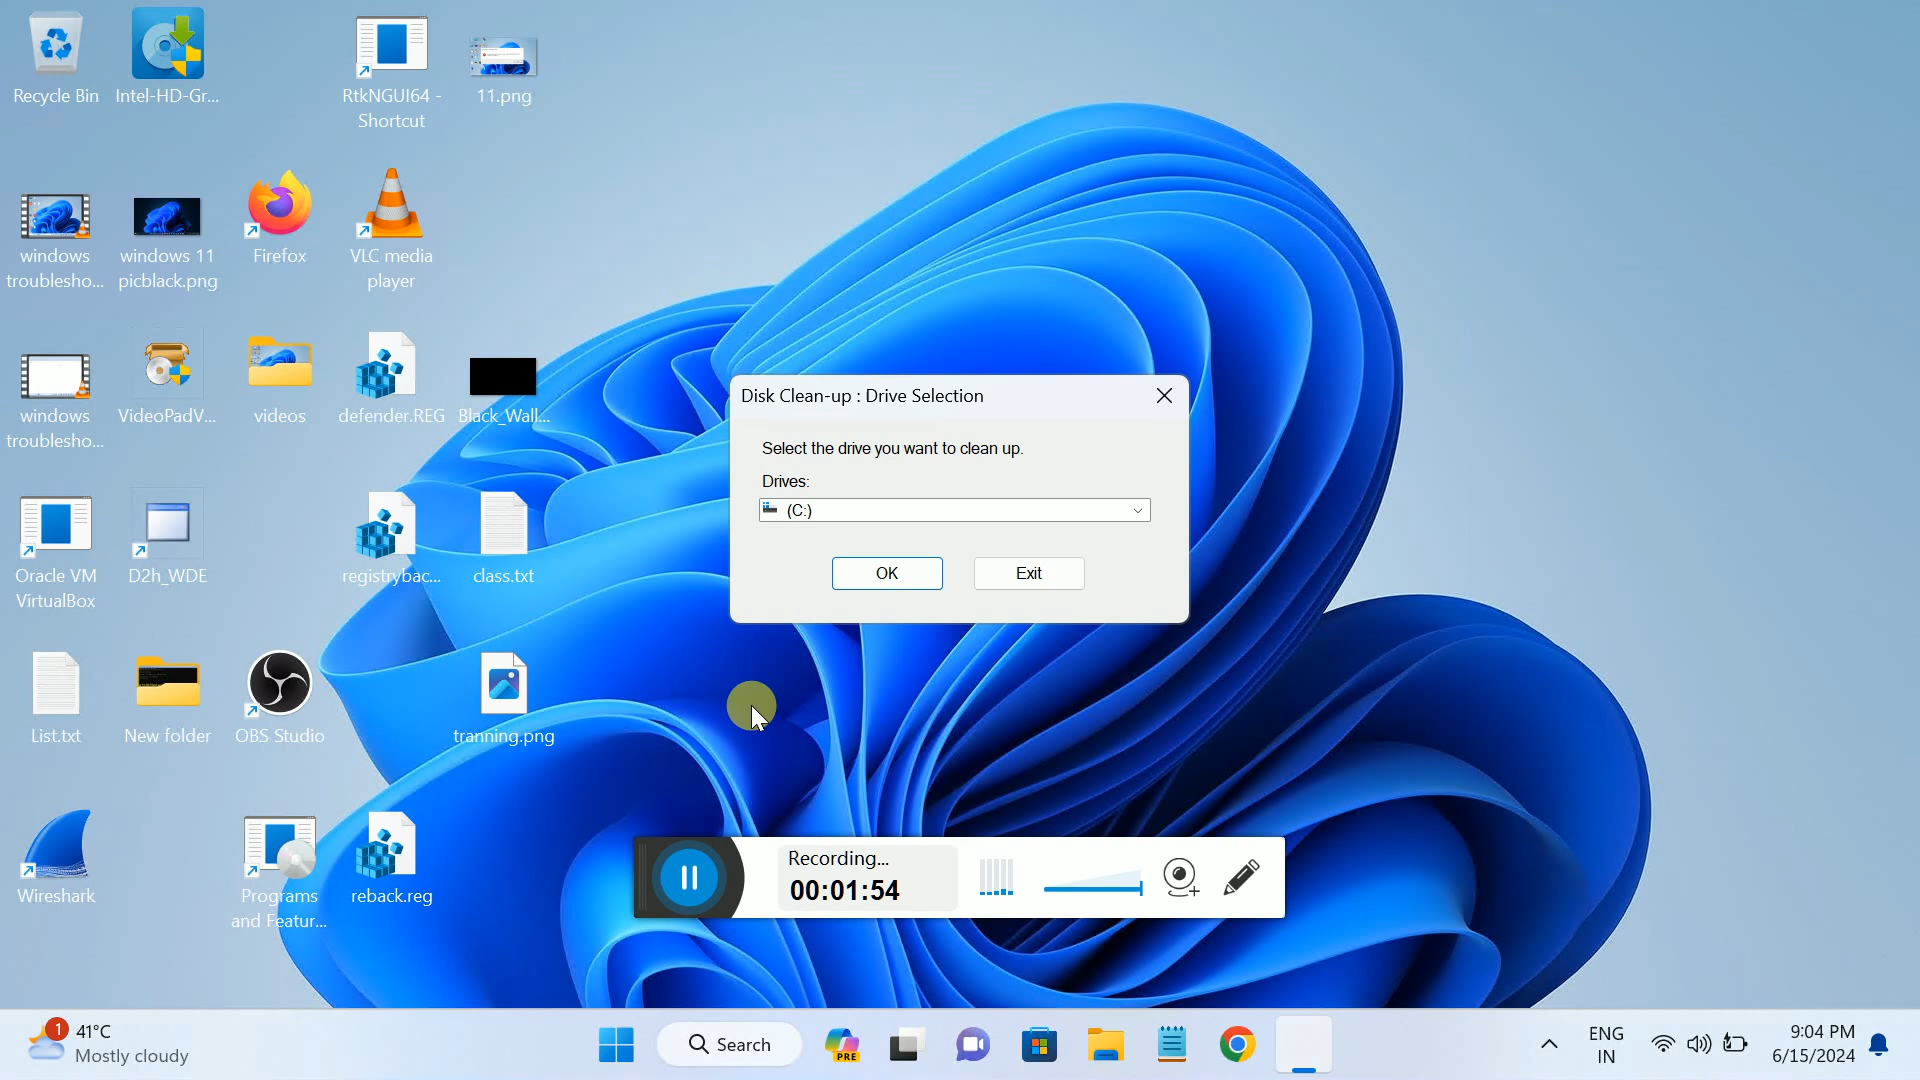 Recycle Bin
Intel-HD-Gr...
RtkNGUI64 -
Shortcut
11.png
windows
troublesho...
windows 11
picblack.png
Firefox
VLC media
player
windows
troublesho...
VideoPadV...
videos
defender.REG
Black_Wall...
Disk Clean-up : Drive Selection
Select the drive you want to clean up.
Drives:
(C:)
OK
Exit
Oracle VM
VirtualBox
D2h_WDE
registrybac...
class.txt
List.txt
New folder
OBS Studio
tranning.png
Wireshark
Programs
and Featur...
reback.reg
Recording...
00:01:54
1
41°C
Mostly cloudy
Search
PRE
ENG
IN
9:04 PM
6/15/2024